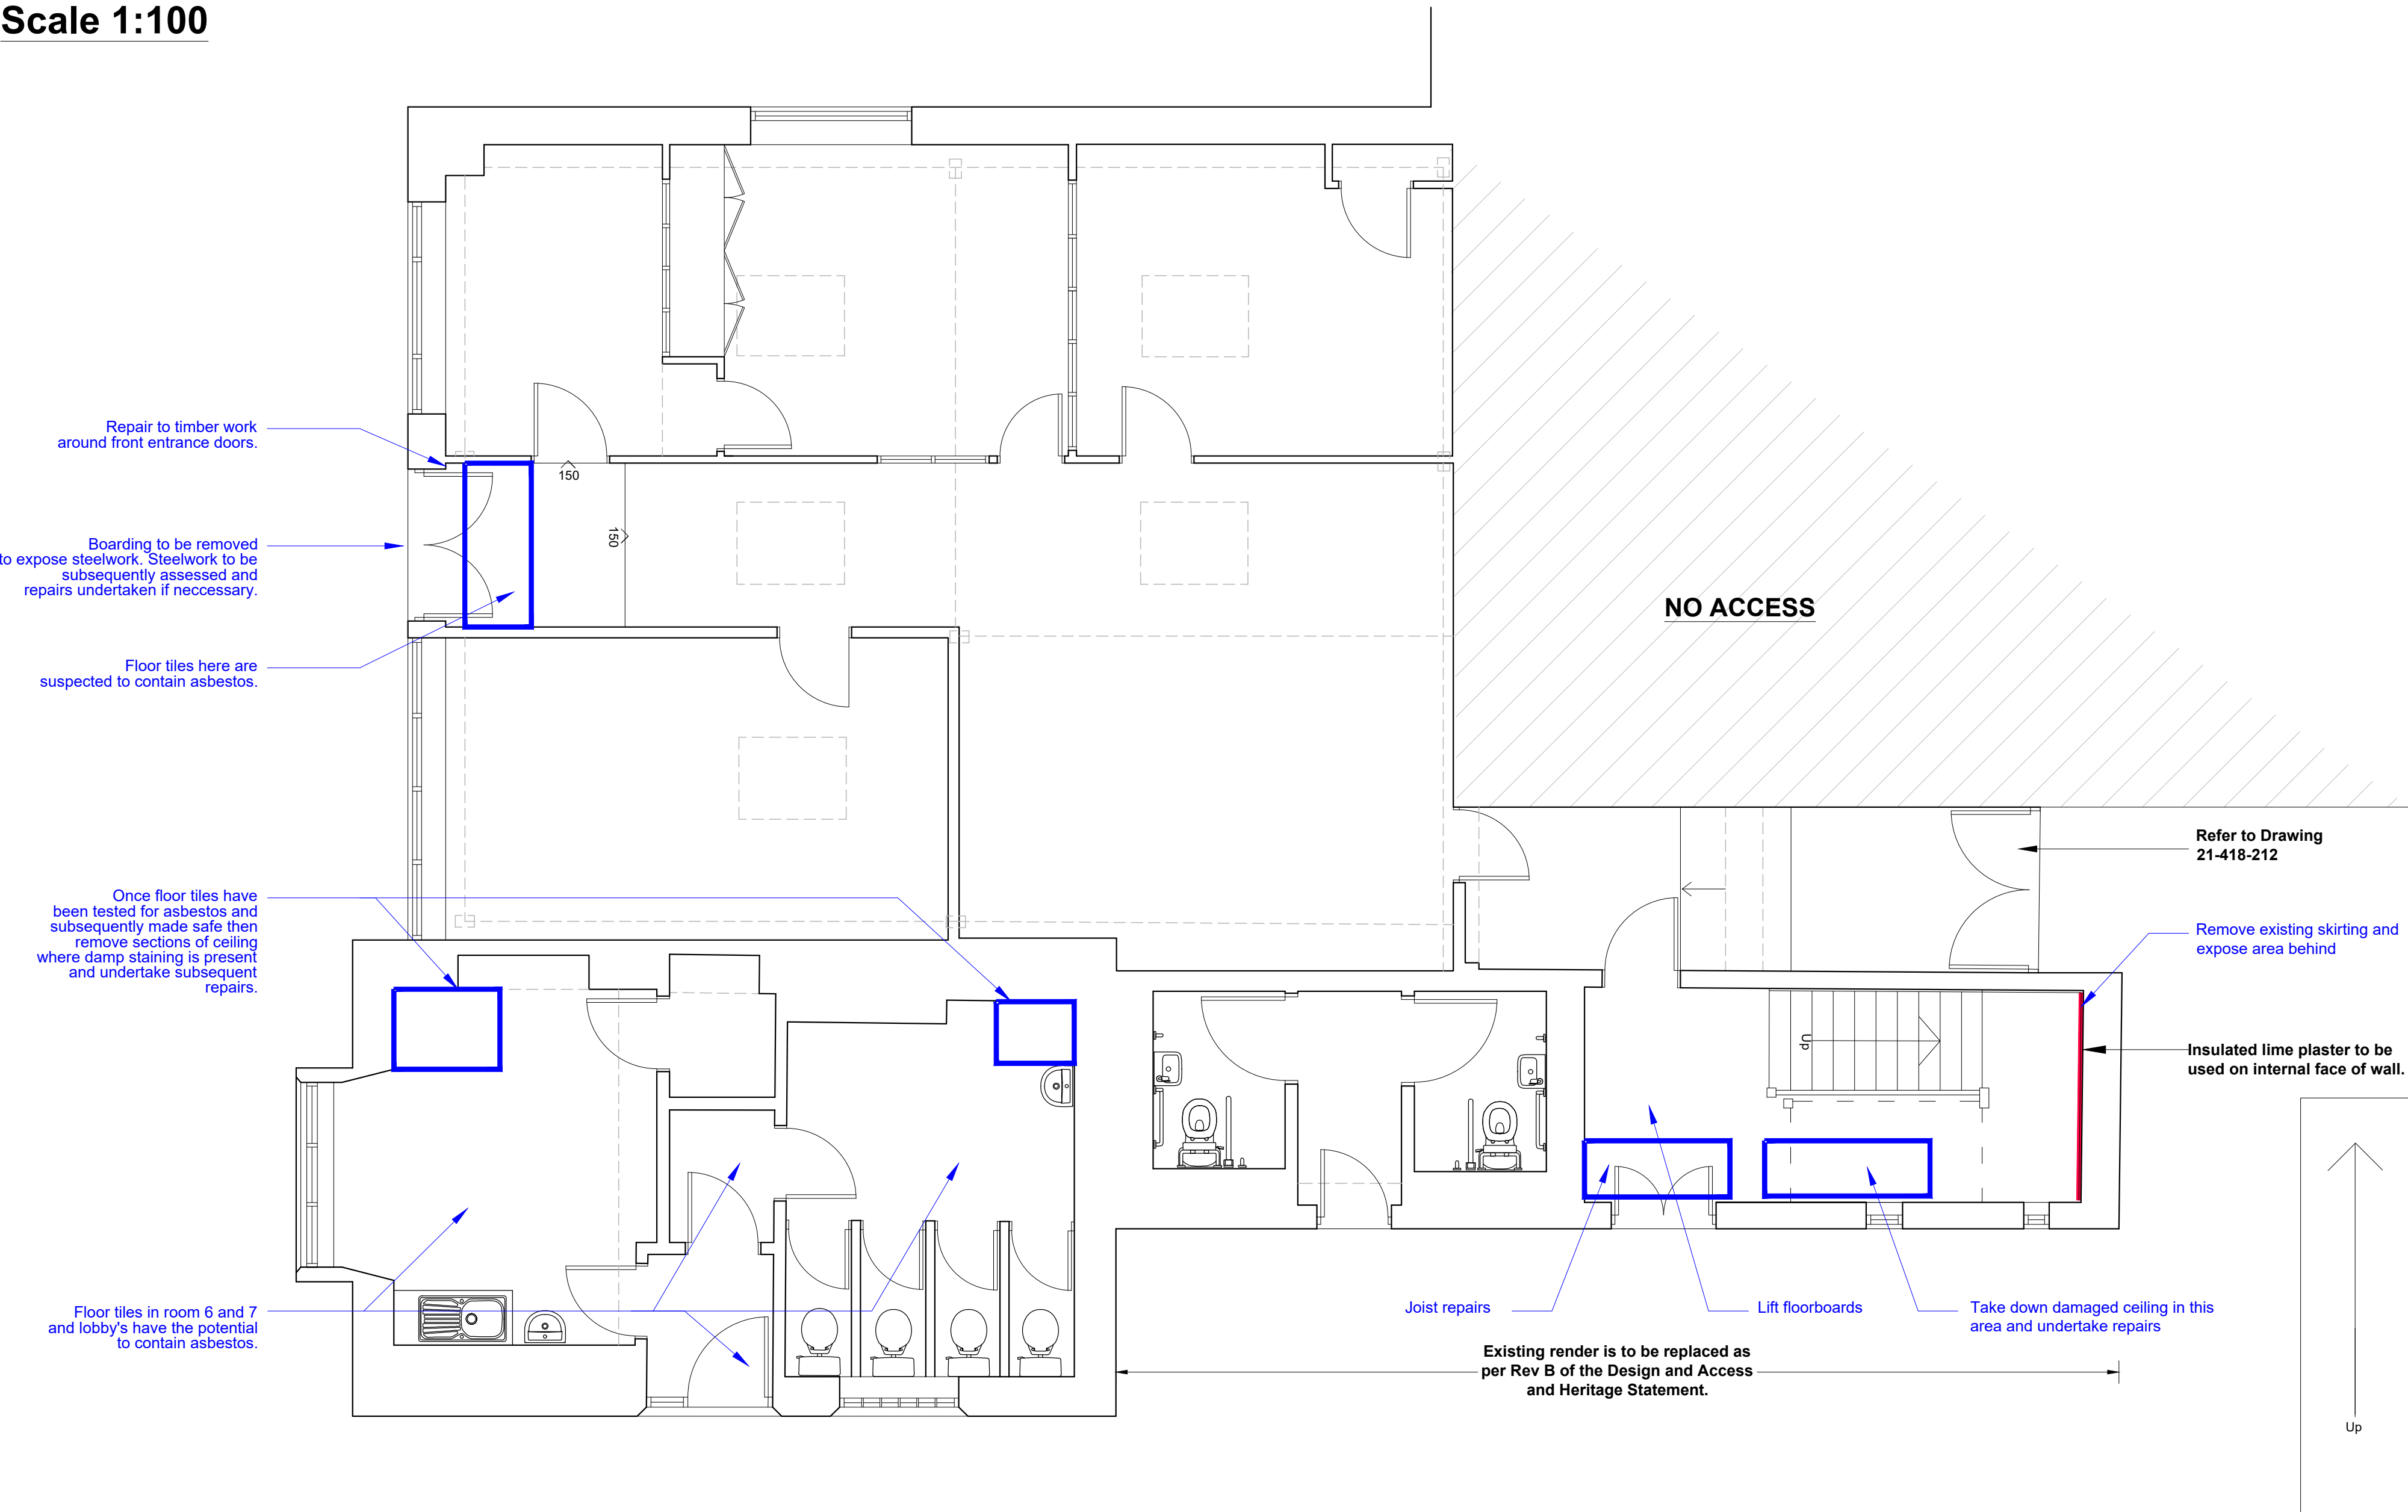 Scale 1:100
Repair to timber work
around front entrance doors.
150
150
Boarding to be removed
to expose steelwork. Steelwork to be
subsequently assessed and
repairs undertaken if neccessary.
NO ACCESS
Floor tiles here are
suspected to contain asbestos.
Refer to Drawing
21-418-212
Once floor tiles have
been tested for asbestos and
subsequently made safe then
remove sections of ceiling
where damp staining is present
and undertake subsequent
repairs.
Remove existing skirting and
expose area behind
Up
Insulated lime plaster to be
used on internal face of wall.
Floor tiles in room 6 and 7
and lobby's have the potential
to contain asbestos.
Joist repairs
Lift floorboards
Take down damaged ceiling in this
area and undertake repairs
Existing render is to be replaced as
per Rev B of the Design and Access
and Heritage Statement.
Up